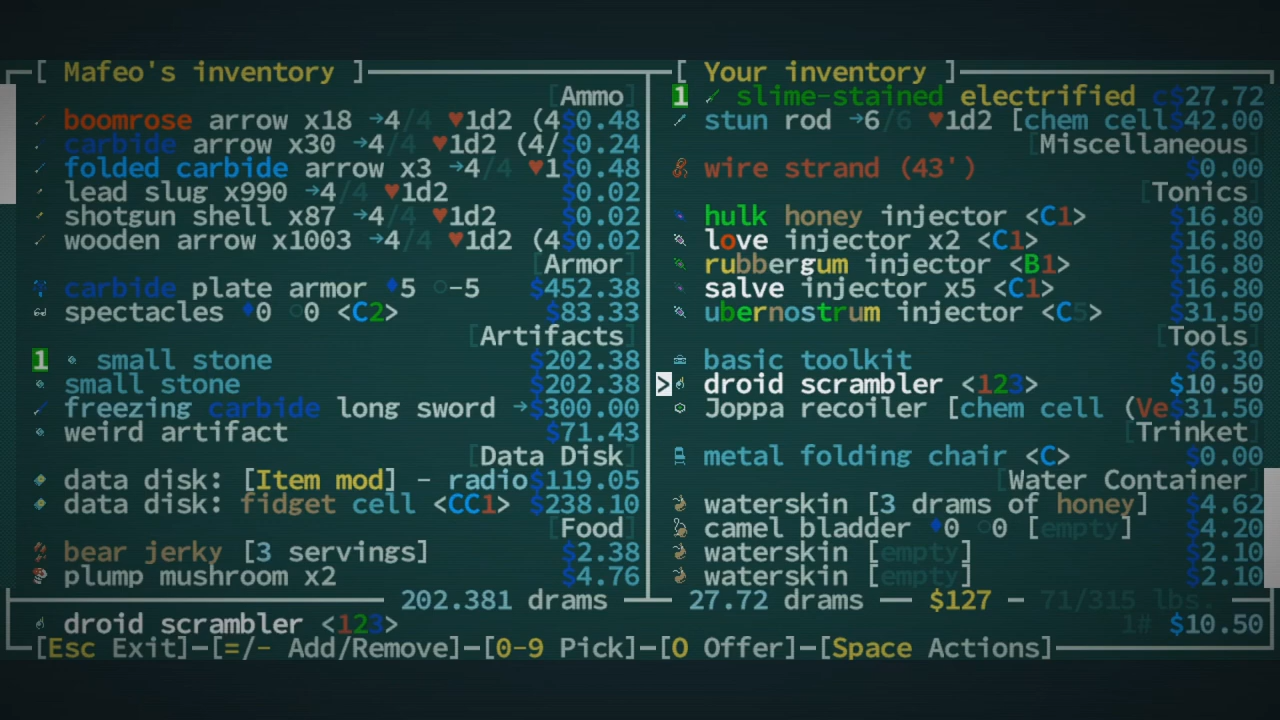 [ Mafeo's inventory ]
[Ammo]
boomrose arrow x18 →4/4 ♥1d2 (4$0.48
carbide arrow x30 →4/4 ♥1d2 (4/$0.24
folded carbide arrow x3 →4/4 ♥1$0.48
lead slug x990 →4/4 ♥1d2 $0.02
shotgun shell x87 →4/4 ♥1d2 $0.02
wooden arrow x1003 →4/4 ♥1d2 (4$0.02
[Armor]
carbide plate armor ♦5 ○-5 $452.38
spectacles ♦0 ○0 <C2> $83.33
[Artifacts]
1 small stone $202.38
small stone $202.38
freezing carbide long sword →$300.00
weird artifact $71.43
[Data Disk]
data disk: [Item mod] - radio$119.05
data disk: fidget cell <CC1> $238.10
[Food]
bear jerky [3 servings] $2.38
plump mushroom x2 $4.76
[ Your inventory ]
1 slime-stained electrified c$27.72
stun rod →6/6 ♥1d2 [chem cell$42.00
[Miscellaneous]
wire strand (43') $0.00
[Tonics]
hulk honey injector <C1> $16.80
love injector x2 <C1> $16.80
rubbergum injector <B1> $16.80
salve injector x5 <C1> $16.80
ubernostrum injector <C5> $31.50
[Tools]
basic toolkit $6.30
> droid scrambler <123> $10.50
Joppa recoiler [chem cell (Ve$31.50
[Trinket]
metal folding chair <C> $0.00
[Water Container]
waterskin [3 drams of honey] $4.62
camel bladder ♦0 ○0 [empty] $4.20
waterskin [empty] $2.10
waterskin [empty] $2.10
202.381 drams
27.72 drams — $127 — 71/315 lbs.
droid scrambler <123> 1# $10.50
[Esc Exit]-[=/- Add/Remove]-[0-9 Pick]-[O Offer]-[Space Actions]